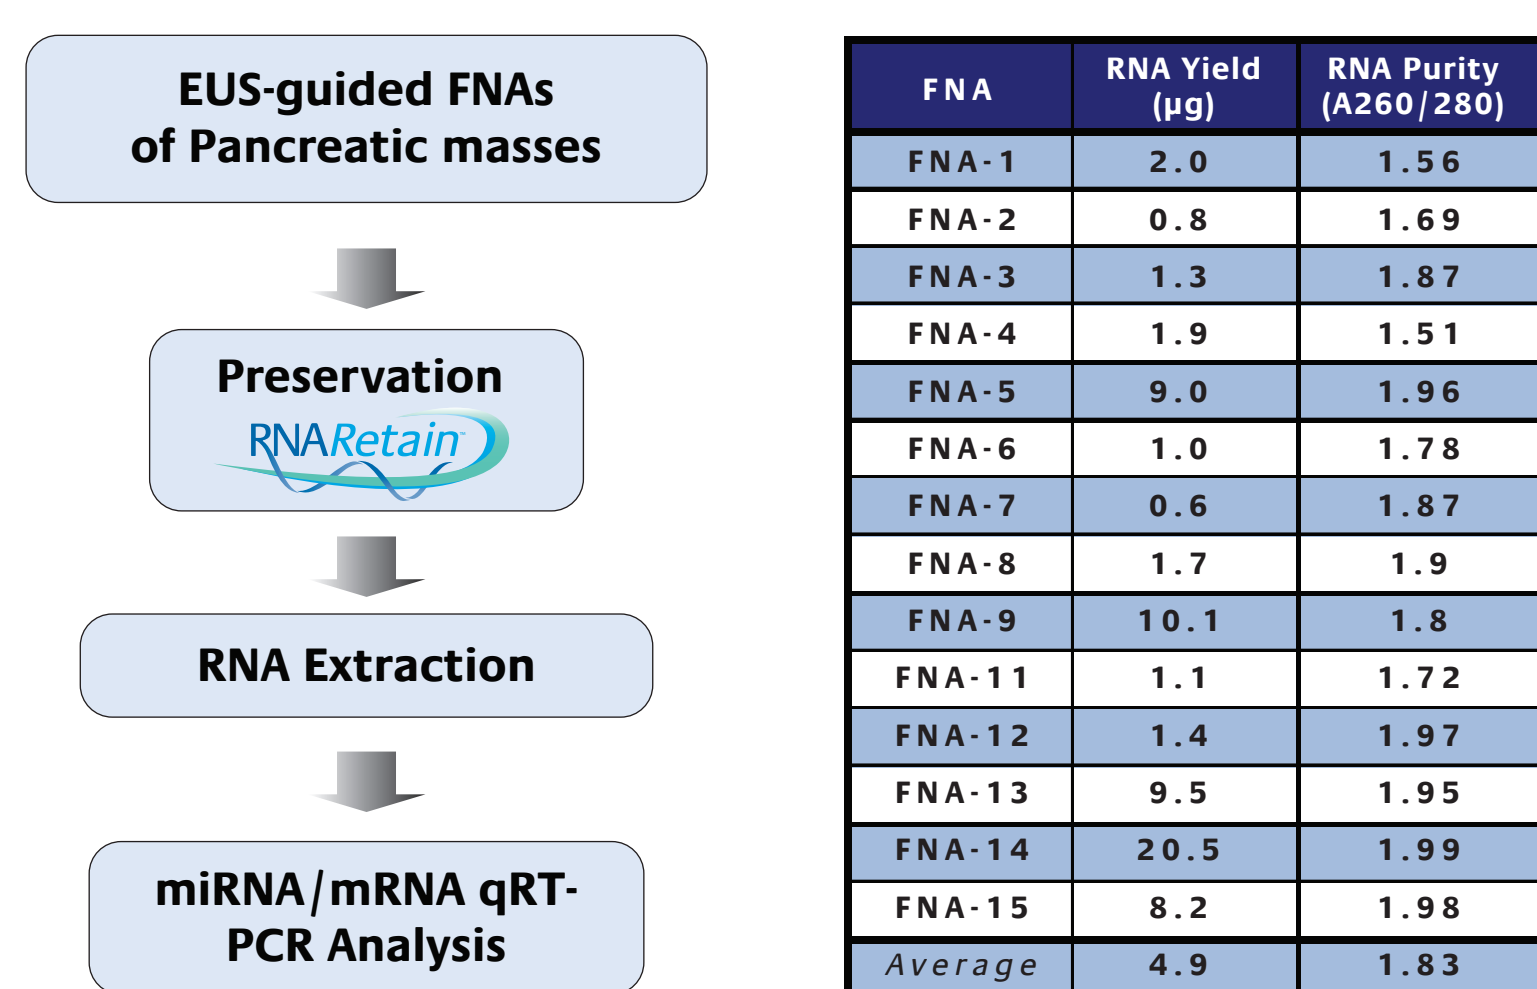 EUS-guided FNAs
of Pancreatic masses
Preservation
RNARetain™
RNA Extraction
miRNA/mRNA qRT-
PCR Analysis
FNA RNA Yield (µg) RNA Purity (A260/280)
FNA-1 2.0 1.56
FNA-2 0.8 1.69
FNA-3 1.3 1.87
FNA-4 1.9 1.51
FNA-5 9.0 1.96
FNA-6 1.0 1.78
FNA-7 0.6 1.87
FNA-8 1.7 1.9
FNA-9 10.1 1.8
FNA-11 1.1 1.72
FNA-12 1.4 1.97
FNA-13 9.5 1.95
FNA-14 20.5 1.99
FNA-15 8.2 1.98
Average 4.9 1.83